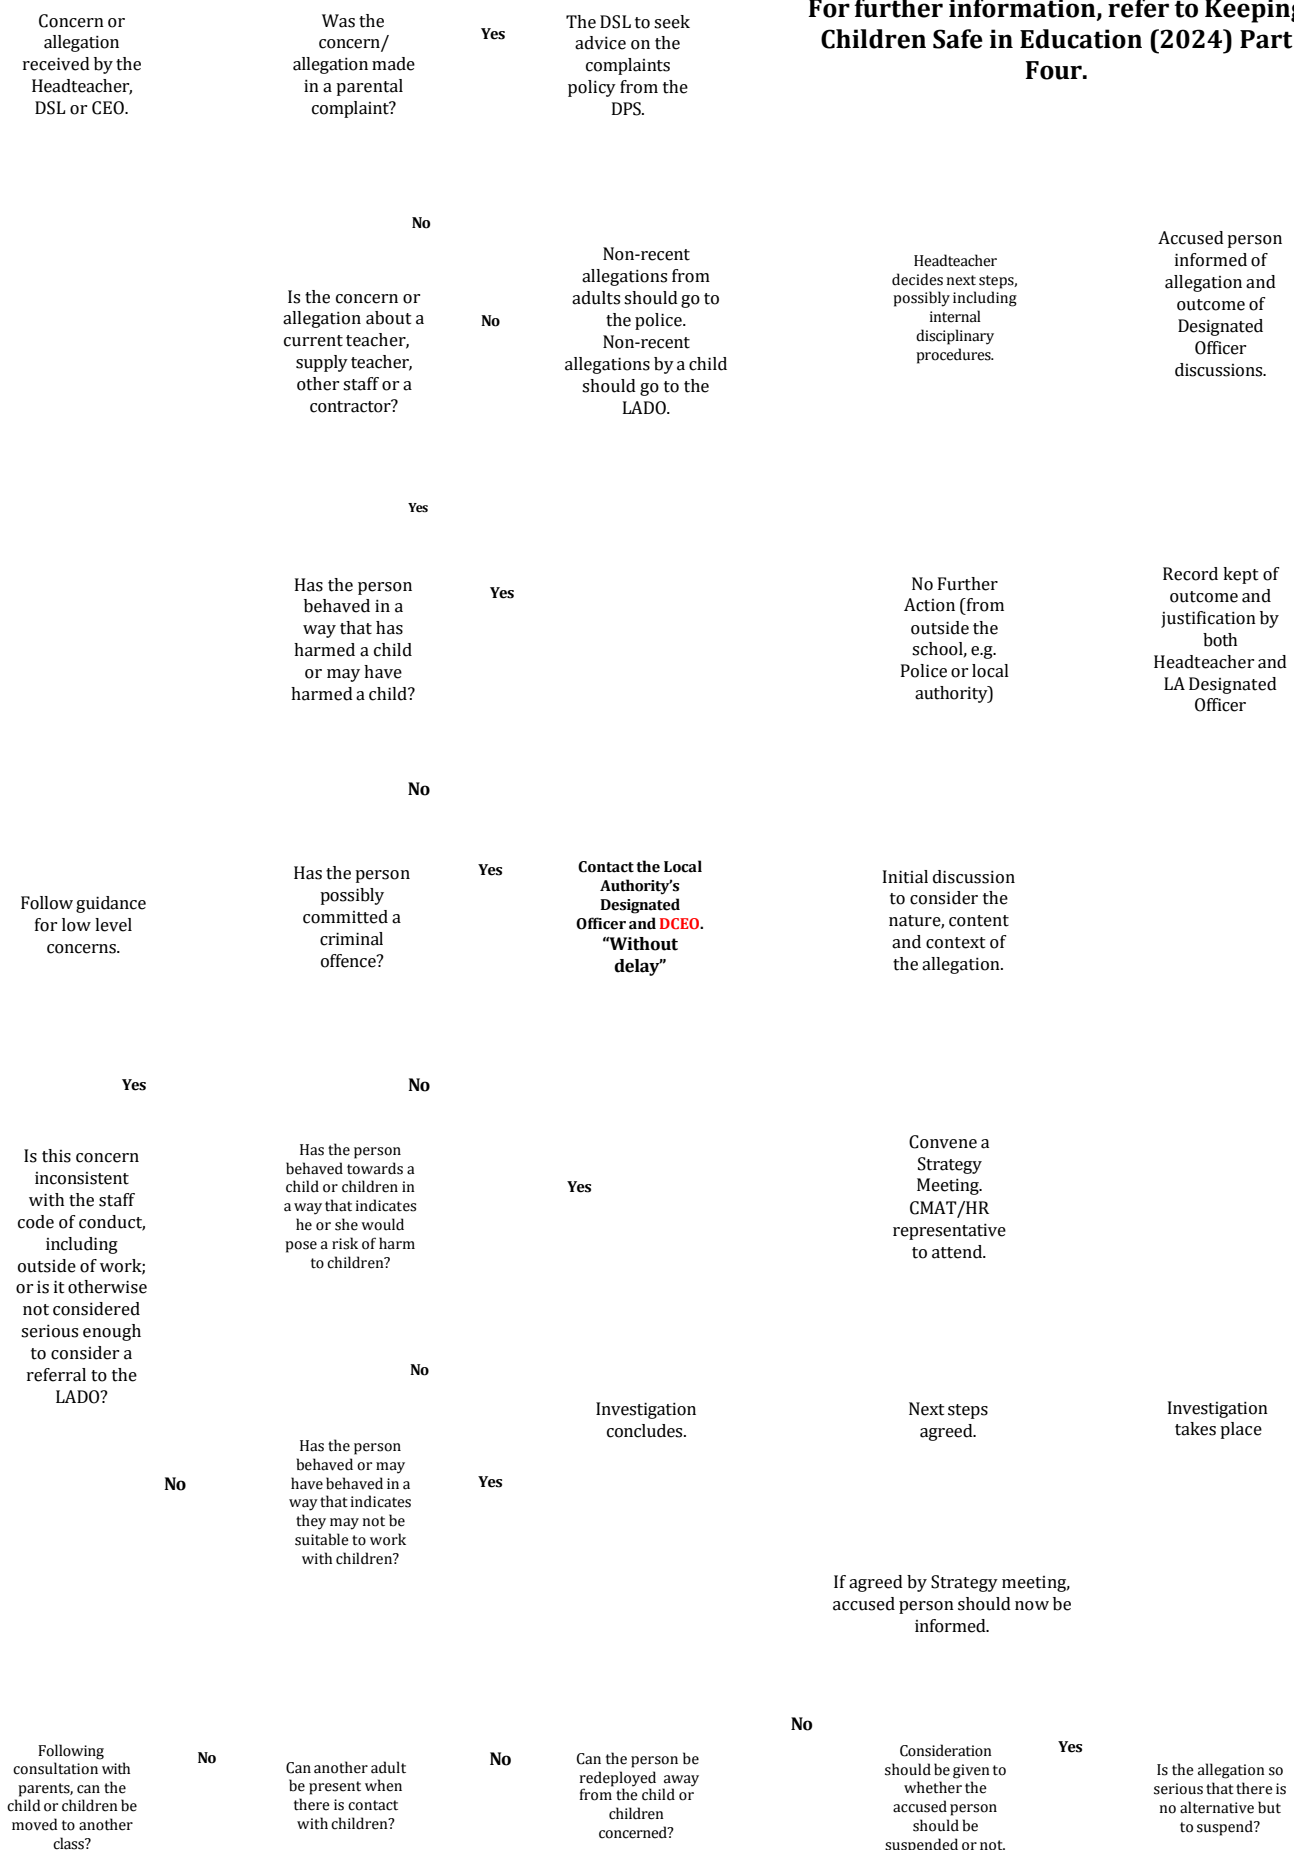 Concern or
allegation
received by the
Headteacher,
DSL or CEO.
Was the
concern/
allegation made
in a parental
complaint?
Yes
The DSL to seek
advice on the
complaints
policy from the
DPS.
For further information, refer to Keeping
Children Safe in Education (2024) Part
Four.
No
Is the concern or
allegation about a
current teacher,
supply teacher,
other staff or a
contractor?
No
Non-recent
allegations from
adults should go to
the police.
Non-recent
allegations by a child
should go to the
LADO.
Headteacher
decides next steps,
possibly including
internal
disciplinary
procedures.
Accused person
informed of
allegation and
outcome of
Designated
Officer
discussions.
Yes
Has the person
behaved in a
way that has
harmed a child
or may have
harmed a child?
Yes
No Further
Action (from
outside the
school, e.g.
Police or local
authority)
Record kept of
outcome and
justification by
both
Headteacher and
LA Designated
Officer
No
Follow guidance
for low level
concerns.
Has the person
possibly
committed a
criminal
offence?
Yes
Contact the Local
Authority’s
Designated
Officer and DCEO.
“Without
delay”
Initial discussion
to consider the
nature, content
and context of
the allegation.
Yes
No
Is this concern
inconsistent
with the staff
code of conduct,
including
outside of work;
or is it otherwise
not considered
serious enough
to consider a
referral to the
LADO?
Has the person
behaved towards a
child or children in
a way that indicates
he or she would
pose a risk of harm
to children?
Yes
Convene a
Strategy
Meeting.
CMAT/HR
representative
to attend.
No
Investigation
concludes.
Next steps
agreed.
Investigation
takes place
No
Has the person
behaved or may
have behaved in a
way that indicates
they may not be
suitable to work
with children?
Yes
If agreed by Strategy meeting,
accused person should now be
informed.
No
Following
consultation with
parents, can the
child or children be
moved to another
class?
No
Can another adult
be present when
there is contact
with children?
No
Can the person be
redeployed away
from the child or
children
concerned?
Consideration
should be given to
whether the
accused person
should be
suspended or not.
Yes
Is the allegation so
serious that there is
no alternative but
to suspend?